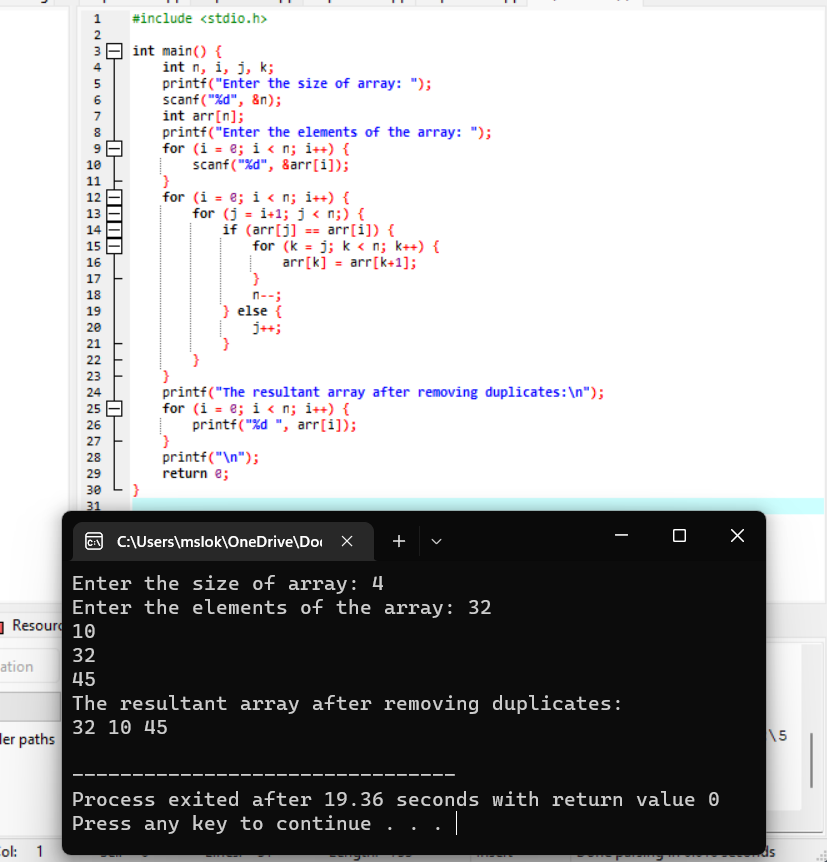 1 #include <stdio.h>
2
3 int main() {
4 int n, i, j, k;
5 printf("Enter the size of array: ");
6 scanf("%d", &n);
7 int arr[n];
8 printf("Enter the elements of the array: ");
9 for (i = 0; i < n; i++) {
10 scanf("%d", &arr[i]);
11 }
12 for (i = 0; i < n; i++) {
13 for (j = i+1; j < n;) {
14 if (arr[j] == arr[i]) {
15 for (k = j; k < n; k++) {
16 arr[k] = arr[k+1];
17 }
18 n--;
19 } else {
20 j++;
21 }
22 }
23 }
24 printf("The resultant array after removing duplicates:\n");
25 for (i = 0; i < n; i++) {
26 printf("%d ", arr[i]);
27 }
28 printf("\n");
29 return 0;
30 }
31
C:\Users\mslok\OneDrive\Doc
Enter the size of array: 4
Enter the elements of the array: 32
10
32
45
The resultant array after removing duplicates:
32 10 45
--------------------------------
Process exited after 19.36 seconds with return value 0
Press any key to continue . . .
Resourc
ation
ler paths
\5
ol: 1